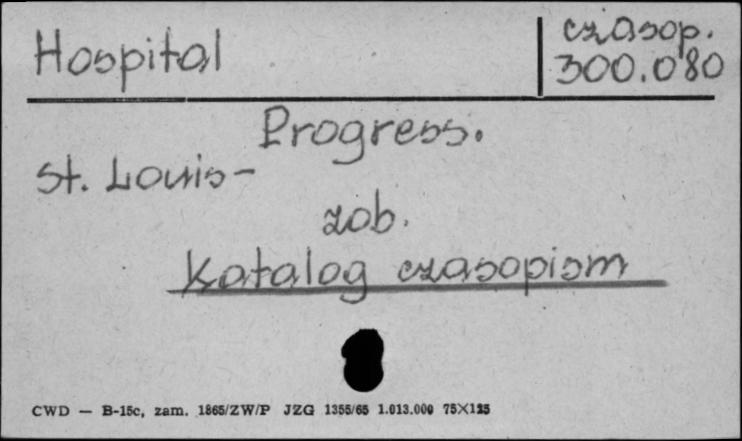 Hospital
czasop.
300.080
Progress.
St. Louis-
zob.
Katalog czasopism
CWD — B-15c, zam. 1865/ZW/P JZG 1355/65 1.013.000 75X125